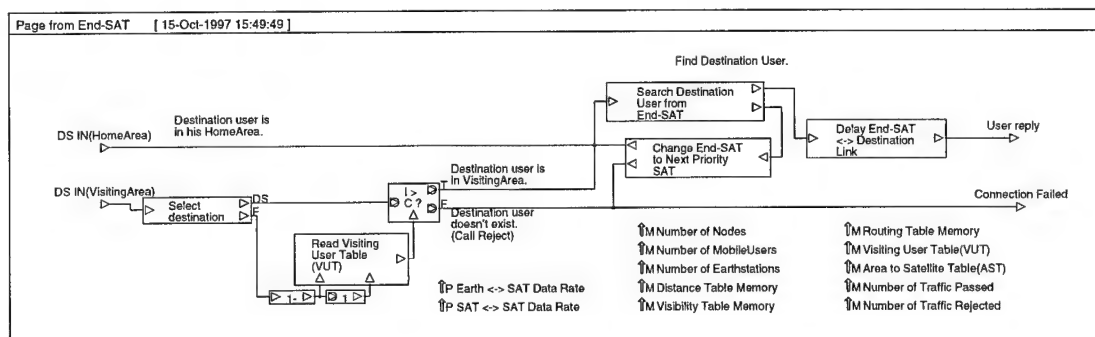 Page from End-SAT [ 15-Oct-1997 15:49:49 ]
Find Destination User.
Search Destination
User from
End-SAT
Destination user is
in his HomeArea.
DS IN(HomeArea)
Change End-SAT
to Next Priority
SAT
Delay End-SAT
<-> Destination
Link
User reply
Destination user is
in VisitingArea.
DS IN(VisitingArea)
Select
destination
DS
F
I >
C ?
T
F
Connection Failed
Destination user
doesn't exist.
(Call Reject)
Read Visiting
User Table
(VUT)
1-
1
⇑P Earth <-> SAT Data Rate
⇑P SAT <-> SAT Data Rate
⇑M Number of Nodes
⇑M Number of MobileUsers
⇑M Number of Earthstations
⇑M Distance Table Memory
⇑M Visibility Table Memory
⇑M Routing Table Memory
⇑M Visiting User Table(VUT)
⇑M Area to Satellite Table(AST)
⇑M Number of Traffic Passed
⇑M Number of Traffic Rejected